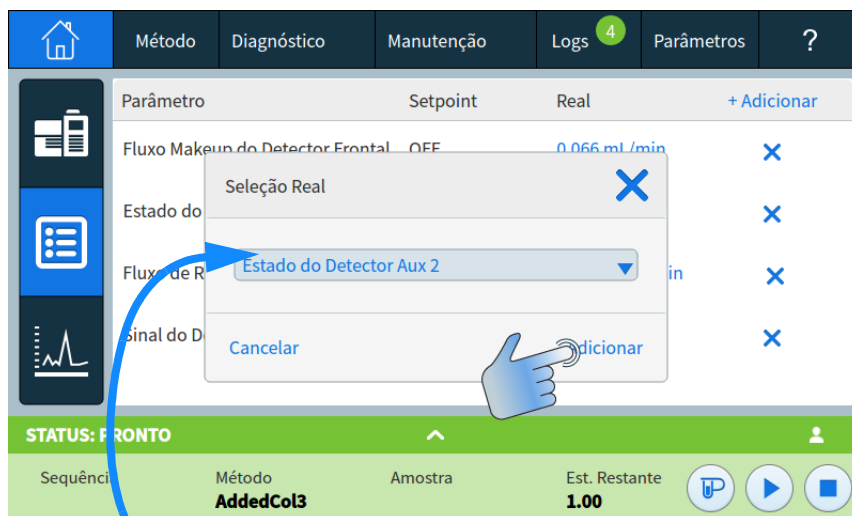 Método Diagnóstico Manutenção Logs 4 Parâmetros ?
Parâmetro Setpoint Real + Adicionar
Fluxo Makeup do Detector Frontal OFF 0.066 mL/min
Seleção Real
Estado do
Estado do Detector Aux 2
Fluxo de R in
Sinal do D
Cancelar Adicionar
STATUS: PRONTO
Sequência Método Amostra Est. Restante
AddedCol3 1.00